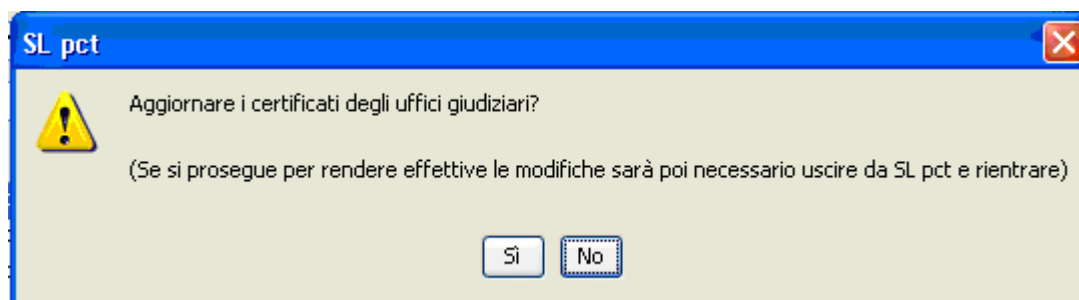 SL pct
Aggiornare i certificati degli uffici giudiziari?
(Se si prosegue per rendere effettive le modifiche sarà poi necessario uscire da SL pct e rientrare)
Sì
No